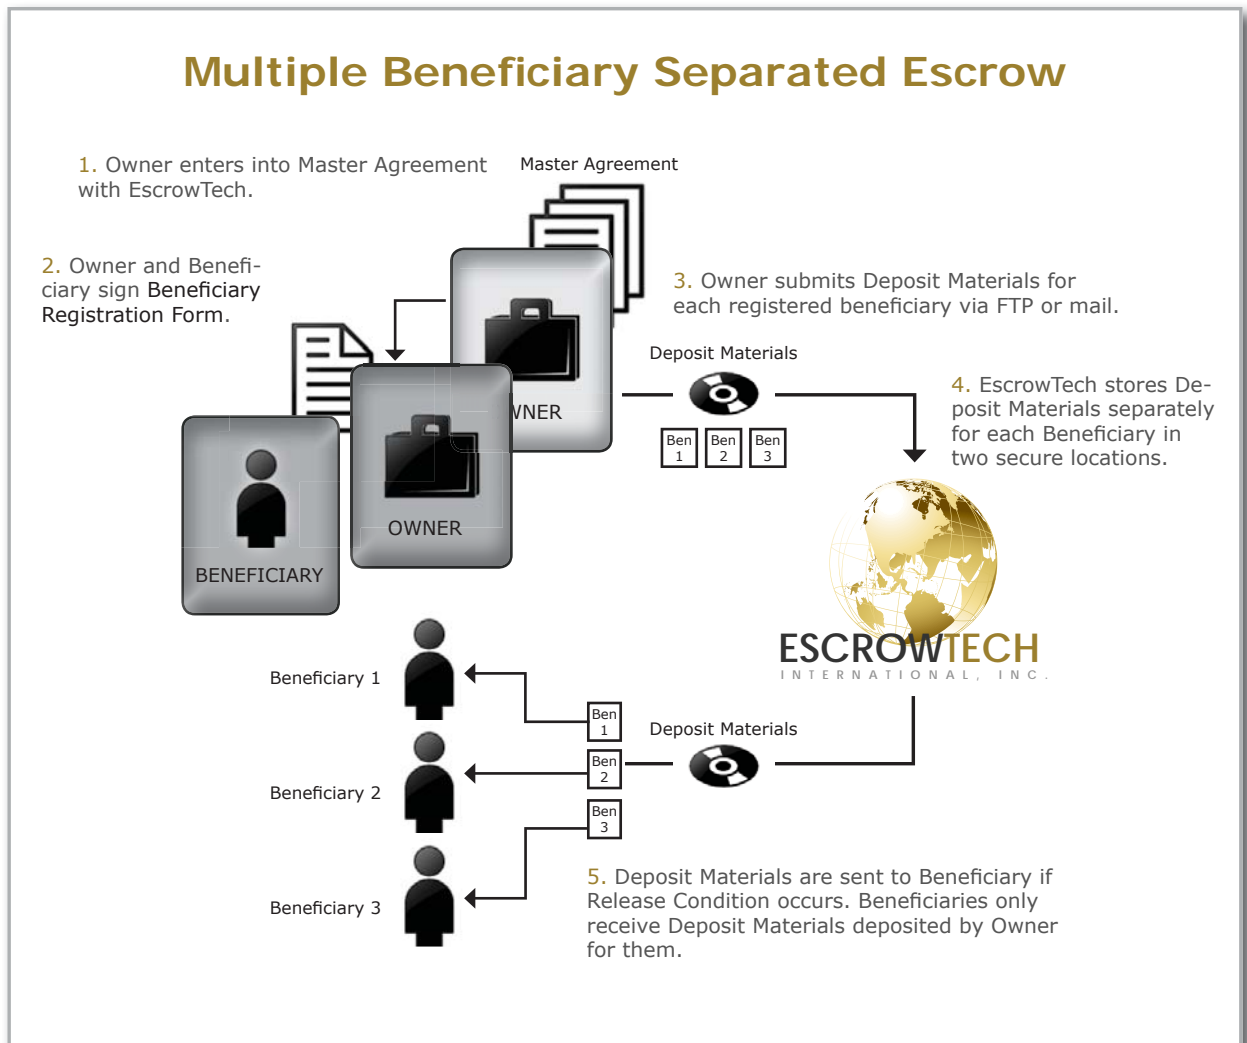 Multiple Beneficiary Separated Escrow
1. Owner enters into Master Agreement
with EscrowTech.
Master Agreement
2. Owner and Benefi-
ciary sign Beneficiary
Registration Form.
3. Owner submits Deposit Materials for
each registered beneficiary via FTP or mail.
Deposit Materials
4. EscrowTech stores De-
posit Materials separately
for each Beneficiary in
two secure locations.
WNER
Ben
1
Ben
2
Ben
3
OWNER
BENEFICIARY
ESCROWTECH
INTERNATIONAL, INC.
Beneficiary 1
Beneficiary 2
Beneficiary 3
Ben
1
Ben
2
Ben
3
Deposit Materials
5. Deposit Materials are sent to Beneficiary if
Release Condition occurs. Beneficiaries only
receive Deposit Materials deposited by Owner
for them.